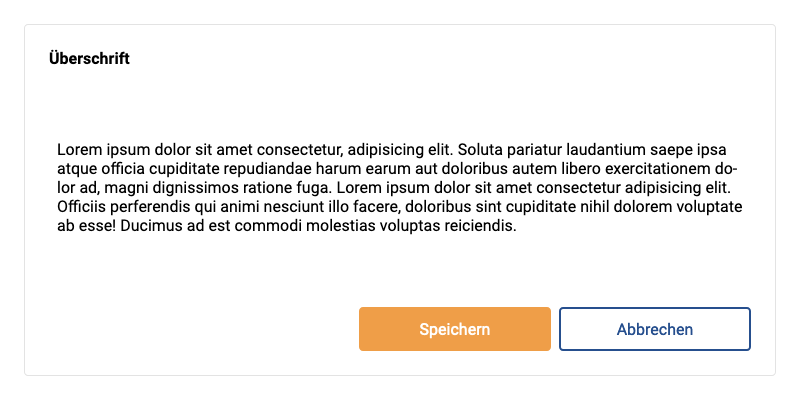 Überschrift
Lorem ipsum dolor sit amet consectetur, adipisicing elit. Soluta pariatur laudantium saepe ipsa
atque officia cupiditate repudiandae harum earum aut doloribus autem libero exercitationem do-
lor ad, magni dignissimos ratione fuga. Lorem ipsum dolor sit amet consectetur adipisicing elit.
Officiis perferendis qui animi nesciunt illo facere, doloribus sint cupiditate nihil dolorem voluptate
ab esse! Ducimus ad est commodi molestias voluptas reiciendis.
Speichern
Abbrechen